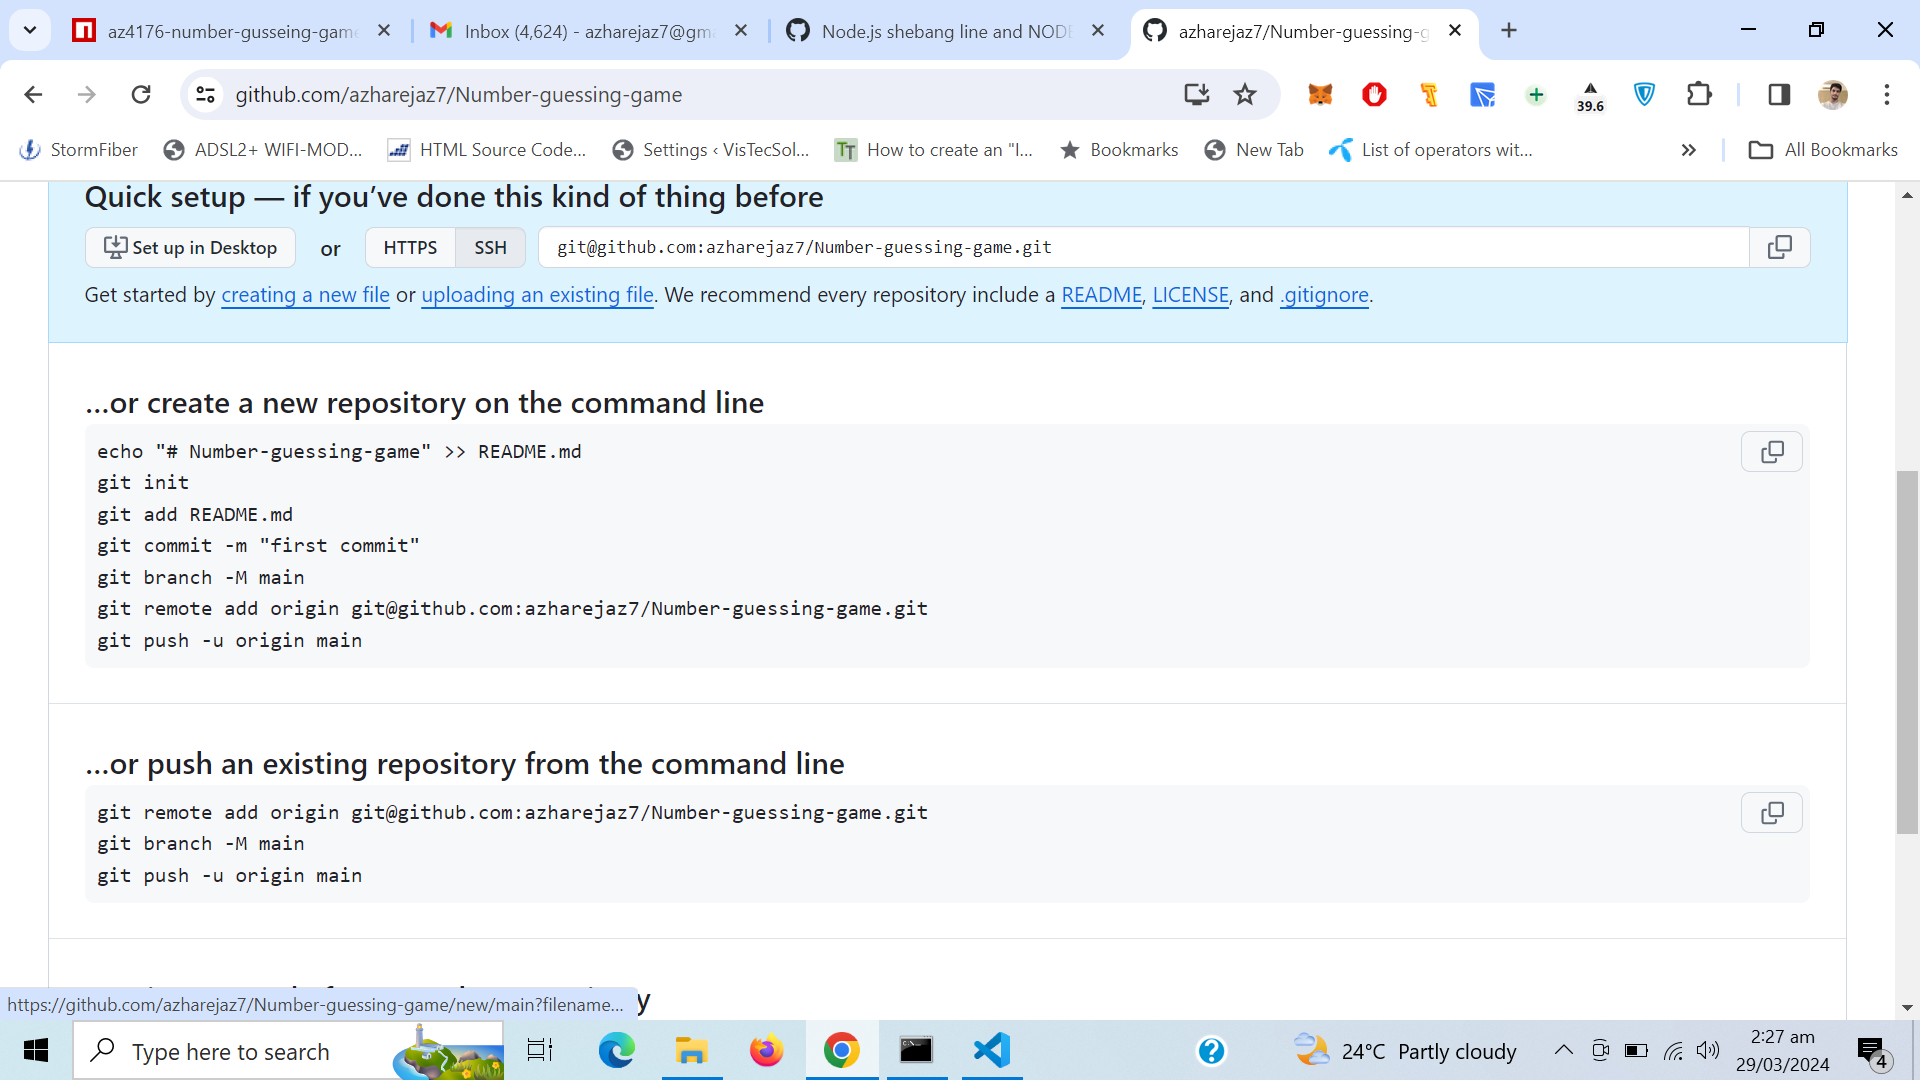 az4176-number-gusseing-game
Inbox (4,624) - azharejaz7@gma
Node.js shebang line and NODE
azharejaz7/Number-guessing-g
github.com/azharejaz7/Number-guessing-game
39.6
StormFiber
ADSL2+ WIFI-MOD...
HTML Source Code...
Settings ‹ VisTecSol...
How to create an "I...
Bookmarks
New Tab
List of operators wit...
»
All Bookmarks
Quick setup — if you’ve done this kind of thing before
Set up in Desktop
or
HTTPS
SSH
git@github.com:azharejaz7/Number-guessing-game.git
Get started by creating a new file or uploading an existing file. We recommend every repository include a README, LICENSE, and .gitignore.
…or create a new repository on the command line
echo "# Number-guessing-game" >> README.md
git init
git add README.md
git commit -m "first commit"
git branch -M main
git remote add origin git@github.com:azharejaz7/Number-guessing-game.git
git push -u origin main
…or push an existing repository from the command line
git remote add origin git@github.com:azharejaz7/Number-guessing-game.git
git branch -M main
git push -u origin main
https://github.com/azharejaz7/Number-guessing-game/new/main?filename...
Type here to search
24°C Partly cloudy
2:27 am
29/03/2024
4